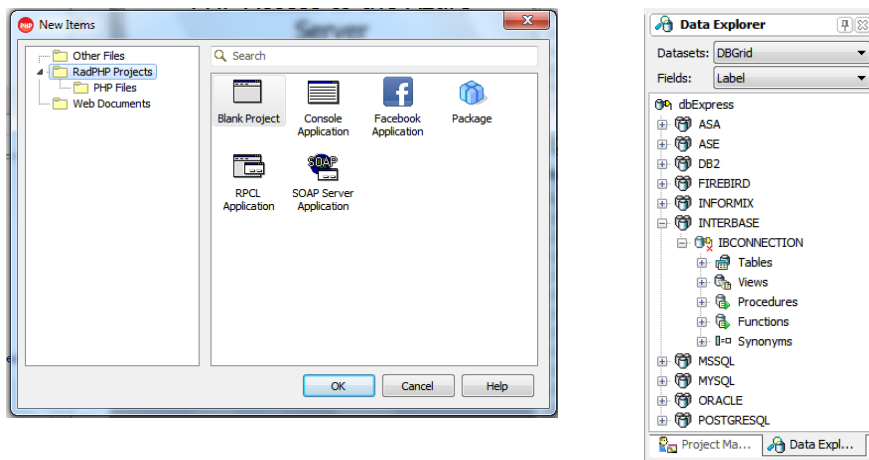 Server
PHP
New Items
Other Files
RadPHP Projects
PHP Files
Web Documents
Search
Blank Project
Console
Application
Facebook
Application
Package
RPCL
Application
SOAP
SOAP Server
Application
OK
Cancel
Help
Data Explorer
Datasets: DBGrid
Fields: Label
dbExpress
ASA
ASE
DB2
FIREBIRD
INFORMIX
INTERBASE
IBCONNECTION
Tables
Views
Procedures
Functions
Synonyms
MSSQL
MYSQL
ORACLE
POSTGRESQL
Project Ma...
Data Expl...